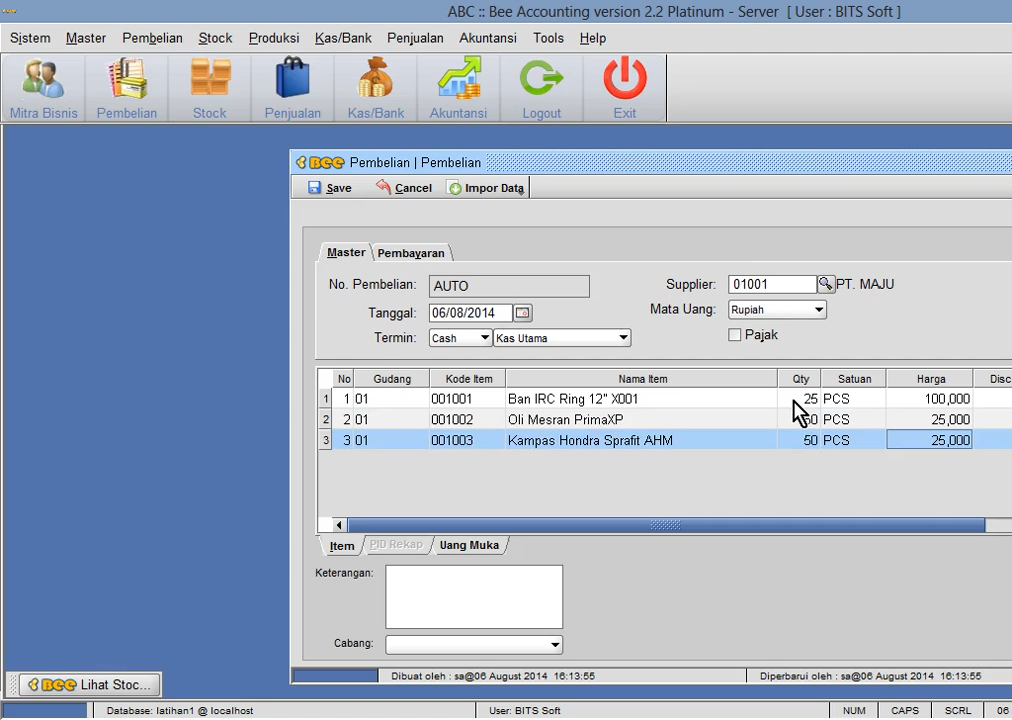 ABC :: Bee Accounting version 2.2 Platinum - Server [ User : BITS Soft ]
Sistem Master Pembelian Stock Produksi Kas/Bank Penjualan Akuntansi Tools Help
Mitra Bisnis Pembelian Stock Penjualan Kas/Bank Akuntansi Logout Exit
Bee Pembelian | Pembelian
Save Cancel Impor Data
Master Pembayaran
No. Pembelian: AUTO Supplier: 01001 PT. MAJU
Tanggal: 06/08/2014 Mata Uang: Rupiah
Termin: Cash Kas Utama Pajak
No Gudang Kode Item Nama Item Qty Satuan Harga Disc
1 1 01 001001 Ban IRC Ring 12" X001 25 PCS 100,000
2 2 01 001002 Oli Mesran PrimaXP PCS 25,000
3 3 01 001003 Kampas Hondra Sprafit AHM 50 PCS 25,000
Item PID Rekap Uang Muka
Keterangan:
Cabang:
Dibuat oleh : sa@06 August 2014 16:13:55 Diperbarui oleh : sa@06 August 2014 16:13:55
Bee Lihat Stoc...
Database: latihan1 @ localhost User: BITS Soft NUM CAPS SCRL 06